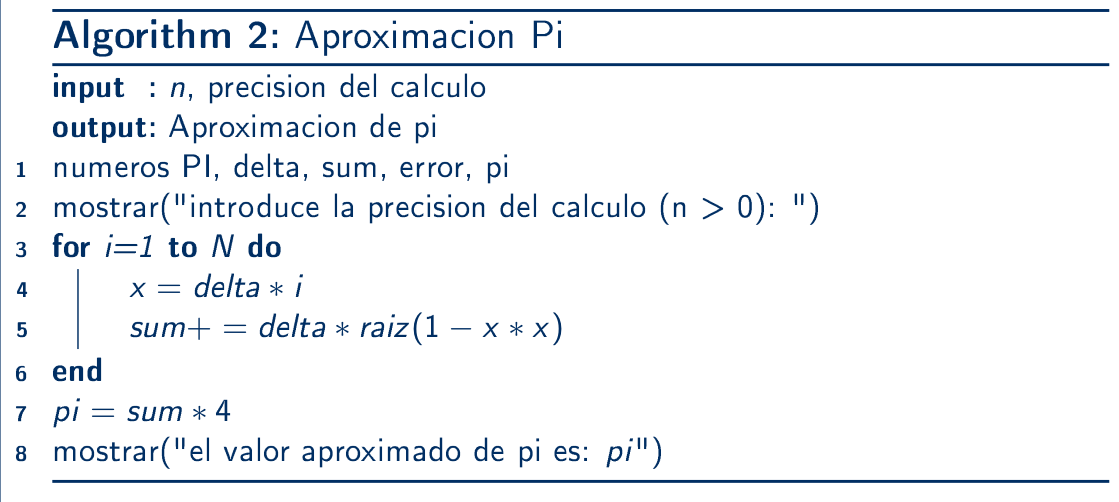 Algorithm 2: Aproximacion Pi
input : n, precision del calculo
output: Aproximacion de pi
1 numeros PI, delta, sum, error, pi
2 mostrar("introduce la precision del calculo (n > 0): ")
3 for i=1 to N do
4 x = delta ∗ i
5 sum+ = delta ∗ raiz(1 − x ∗ x)
6 end
7 pi = sum ∗ 4
8 mostrar("el valor aproximado de pi es: pi")